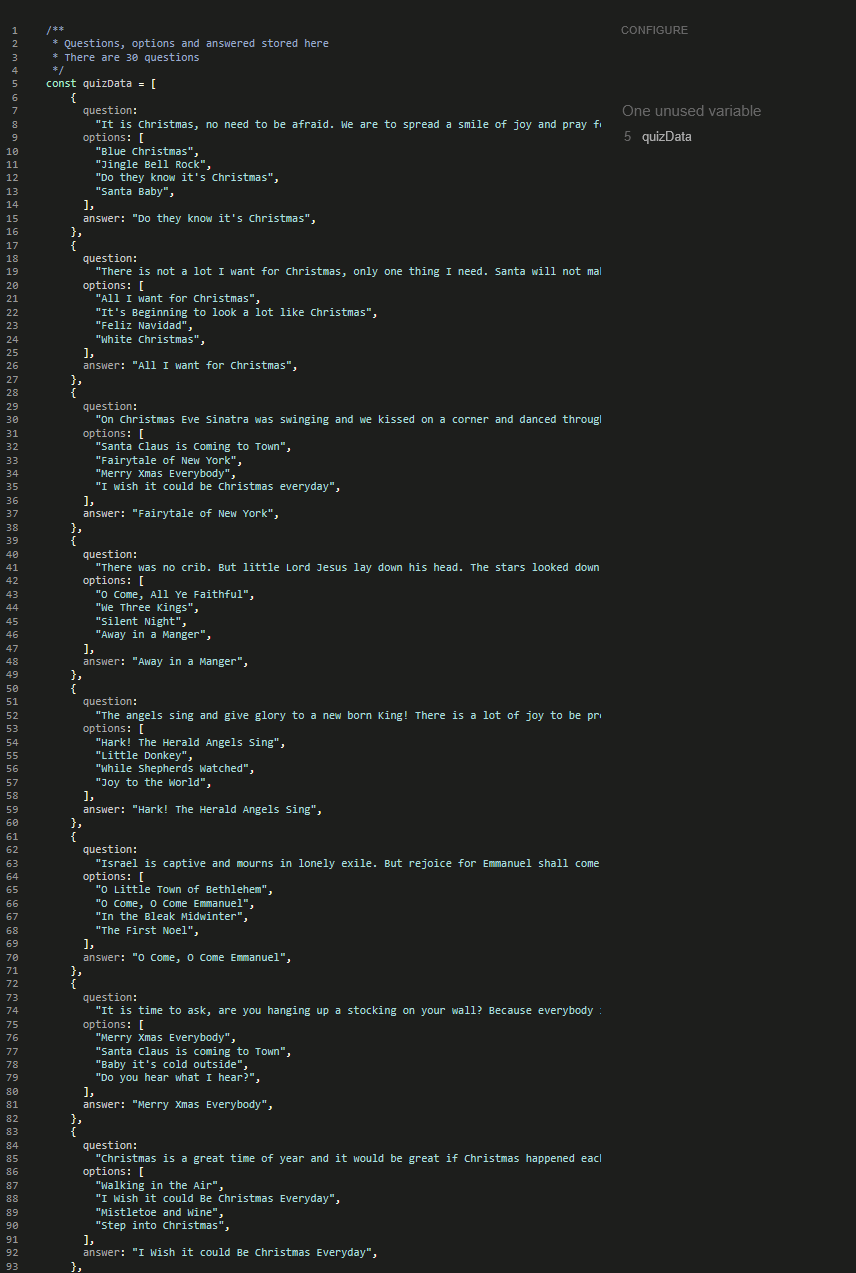 CONFIGURE
One unused variable
5 quizData
1 /**
2  * Questions, options and answered stored here
3  * There are 30 questions
4  */
5 const quizData = [
6     {
7       question:
8         "It is Christmas, no need to be afraid. We are to spread a smile of joy and pray
9       options: [
10         "Blue Christmas",
11         "Jingle Bell Rock",
12         "Do they know it's Christmas",
13         "Santa Baby",
14       ],
15       answer: "Do they know it's Christmas",
16     },
17     {
18       question:
19         "There is not a lot I want for Christmas, only one thing I need. Santa will not
20       options: [
21         "All I want for Christmas",
22         "It's Beginning to look a lot like Christmas",
23         "Feliz Navidad",
24         "White Christmas",
25       ],
26       answer: "All I want for Christmas",
27     },
28     {
29       question:
30         "On Christmas Eve Sinatra was swinging and we kissed on a corner and danced
31       options: [
32         "Santa Claus is Coming to Town",
33         "Fairytale of New York",
34         "Merry Xmas Everybody",
35         "I wish it could be Christmas everyday",
36       ],
37       answer: "Fairytale of New York",
38     },
39     {
40       question:
41         "There was no crib. But little Lord Jesus lay down his head. The stars looked down
42       options: [
43         "O Come, All Ye Faithful",
44         "We Three Kings",
45         "Silent Night",
46         "Away in a Manger",
47       ],
48       answer: "Away in a Manger",
49     },
50     {
51       question:
52         "The angels sing and give glory to a new born King! There is a lot of joy to be
53       options: [
54         "Hark! The Herald Angels Sing",
55         "Little Donkey",
56         "While Shepherds Watched",
57         "Joy to the World",
58       ],
59       answer: "Hark! The Herald Angels Sing",
60     },
61     {
62       question:
63         "Israel is captive and mourns in lonely exile. But rejoice for Emmanuel shall come
64       options: [
65         "O Little Town of Bethlehem",
66         "O Come, O Come Emmanuel",
67         "In the Bleak Midwinter",
68         "The First Noel",
69       ],
70       answer: "O Come, O Come Emmanuel",
71     },
72     {
73       question:
74         "It is time to ask, are you hanging up a stocking on your wall? Because everybody
75       options: [
76         "Merry Xmas Everybody",
77         "Santa Claus is coming to Town",
78         "Baby it's cold outside",
79         "Do you hear what I hear?",
80       ],
81       answer: "Merry Xmas Everybody",
82     },
83     {
84       question:
85         "Christmas is a great time of year and it would be great if Christmas happened
86       options: [
87         "Walking in the Air",
88         "I Wish it could Be Christmas Everyday",
89         "Mistletoe and Wine",
90         "Step into Christmas",
91       ],
92       answer: "I Wish it could Be Christmas Everyday",
93     },